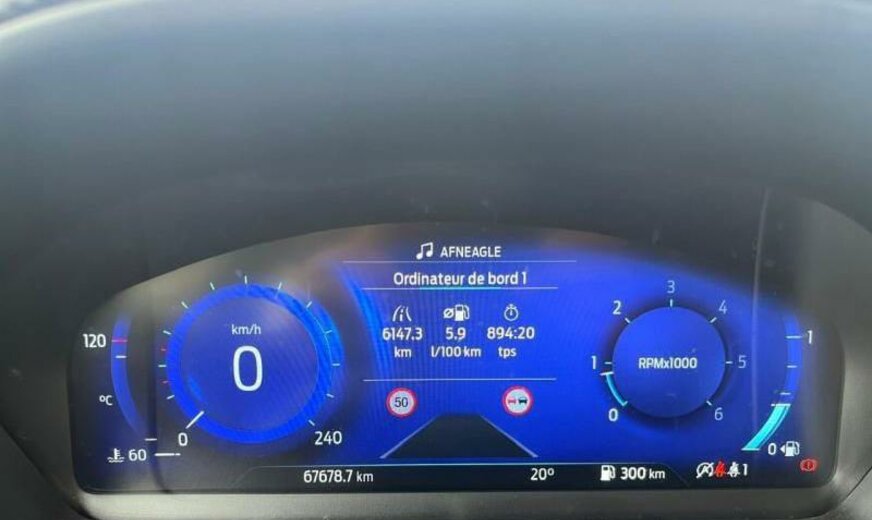 AFNEAGLE
Ordinateur de bord 1
6147.3 5.9 894:20
km l/100 km tps
50
120
°C
60
km/h
0
0 240
RPMx1000
0 1 2 3 4 5 6
1
0
67678.7 km 20° 300 km 1